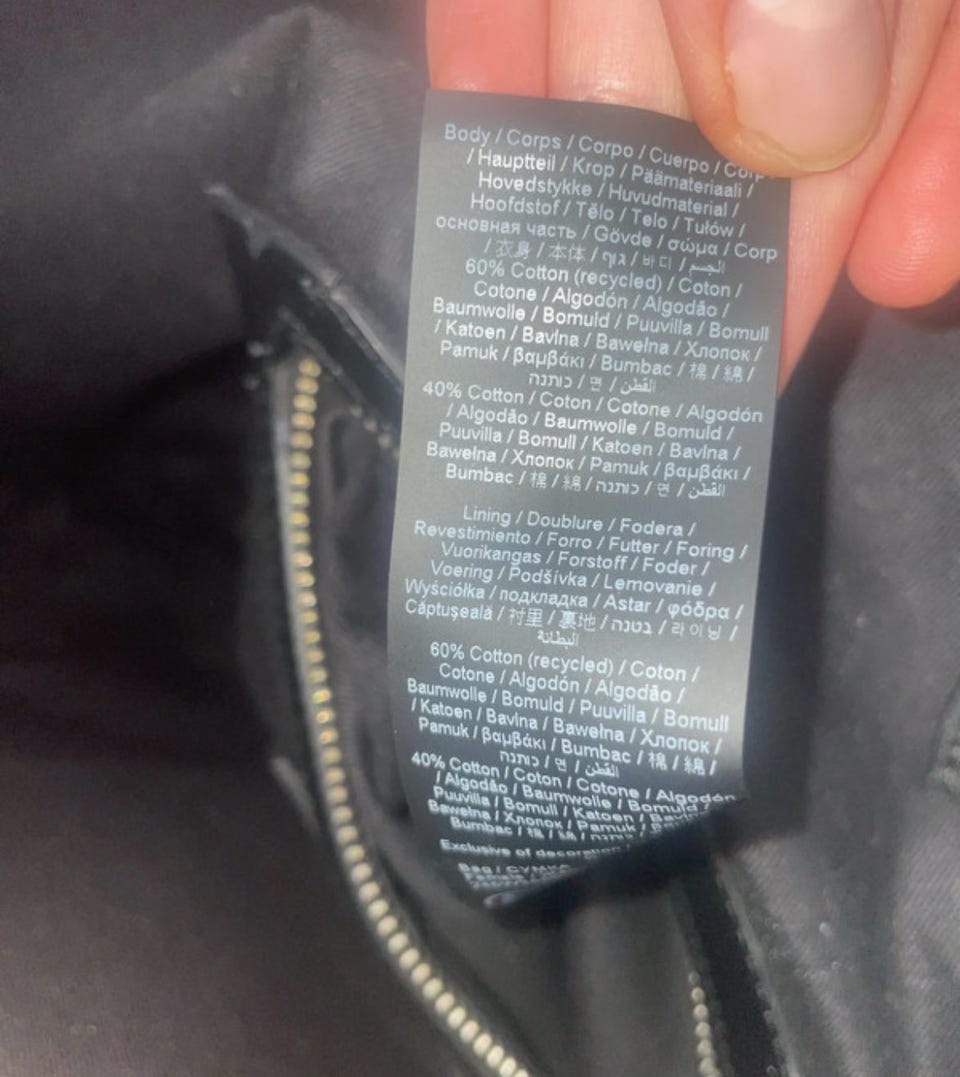 Body / Corps / Corpo / Cuerpo /
/ Hauptteil / Krop / Päämateriaali /
Hovedstykke / Huvudmaterial /
Hoofdstof / Tělo / Telo / Tułów /
основная часть / Gövde / σώμα / Corp
/ 衣身 / 本体 / גוף / 바디 / الجسم
60% Cotton (recycled) / Coton /
Cotone / Algodón / Algodão /
Baumwolle / Bomuld / Puuvilla / Bomull
/ Katoen / Bavlna / Bawełna / Хлопок /
Pamuk / βαμβάκι / Bumbac / 棉 / 綿 /
כותנה / 면 / القطن
40% Cotton / Coton / Cotone / Algodón
/ Algodão / Baumwolle / Bomuld /
Puuvilla / Bomull / Katoen / Bavlna /
Bawełna / Хлопок / Pamuk / βαμβάκι /
Bumbac / 棉 / 綿 / כותנה / 면 / القطن
Lining / Doublure / Fodera /
Revestimiento / Forro / Futter / Foring /
Vuorikangas / Forstoff / Foder /
Voering / Podšívka / Lemovanie /
Wyściółka / подкладка / Astar / φόδρα /
Căptușeală / 衬里 / 裏地 / בטנה / 라이닝 /
البطانة
60% Cotton (recycled) / Coton /
Cotone / Algodón / Algodão /
Baumwolle / Bomuld / Puuvilla / Bomull
/ Katoen / Bavlna / Bawełna / Хлопок /
Pamuk / βαμβάκι / Bumbac / 棉 / 綿 /
כותנה / 면 / القطن
40% Cotton / Coton / Cotone / Algodón
/ Algodão / Baumwolle / Bomuld /
Puuvilla / Bomull / Katoen / Bavlna /
Bawełna / Хлопок / Pamuk /
Bumbac / 棉 / 綿 / כותנה /
Exclusive of decoration
Bag /